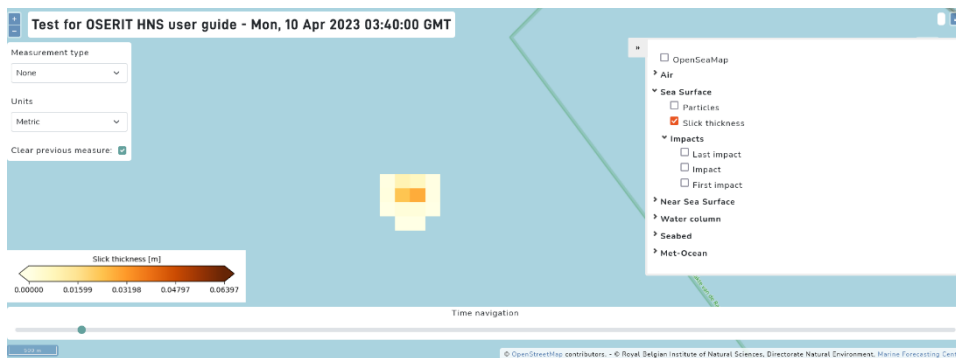 +
−
Test for OSERIT HNS user guide - Mon, 10 Apr 2023 03:40:00 GMT
Measurement type
None
Units
Metric
Clear previous measure:
»
OpenSeaMap
Air
Sea Surface
Particles
Slick thickness
Impacts
Last impact
Impact
First impact
Near Sea Surface
Water column
Seabed
Met-Ocean
Slick thickness [m]
0.00000 0.01599 0.03198 0.04797 0.06397
Time navigation
© OpenStreetMap contributors. - © Royal Belgian Institute of Natural Sciences, Directorate Natural Environment, Marine Forecasting Cent